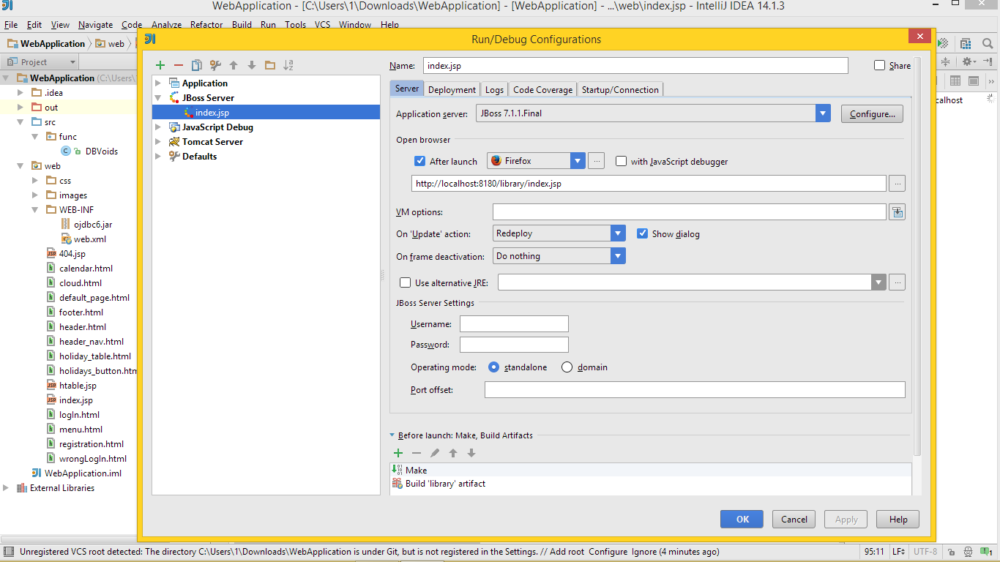 WebApplication - [C:\Users\1\Downloads\WebApplication] - [WebApplication] - ...\web\index.jsp - IntelliJ IDEA 14.1.3
File Edit View Navigate Code Analyze Refactor Build Run Tools VCS Window Help
WebApplication web
Project
WebApplication (C:\Users\
.idea
out
src
func
DBVoids
web
css
images
WEB-INF
ojdbc6.jar
web.xml
404.jsp
calendar.html
cloud.html
default_page.html
footer.html
header.html
header_nav.html
holiday_table.html
holidays_button.htm
htable.jsp
index.jsp
logIn.html
menu.html
registration.html
wrongLogIn.html
WebApplication.iml
External Libraries
Run/Debug Configurations
Application
JBoss Server
index.jsp
JavaScript Debug
Tomcat Server
Defaults
Name: index.jsp Share
Server Deployment Logs Code Coverage Startup/Connection
Application server: JBoss 7.1.1.Final Configure...
Open browser
After launch Firefox ... with JavaScript debugger
http://localhost:8180/library/index.jsp ...
VM options:
On 'Update' action: Redeploy Show dialog
On frame deactivation: Do nothing
Use alternative JRE: ...
JBoss Server Settings
Username:
Password:
Operating mode: standalone domain
Port offset:
Before launch: Make, Build Artifacts
Make
Build 'library' artifact
OK Cancel Apply Help
calhost
Unregistered VCS root detected: The directory C:\Users\1\Downloads\WebApplication is under Git, but is not registered in the Settings. // Add root Configure Ignore (4 minutes ago) 95:11 LF UTF-8 1